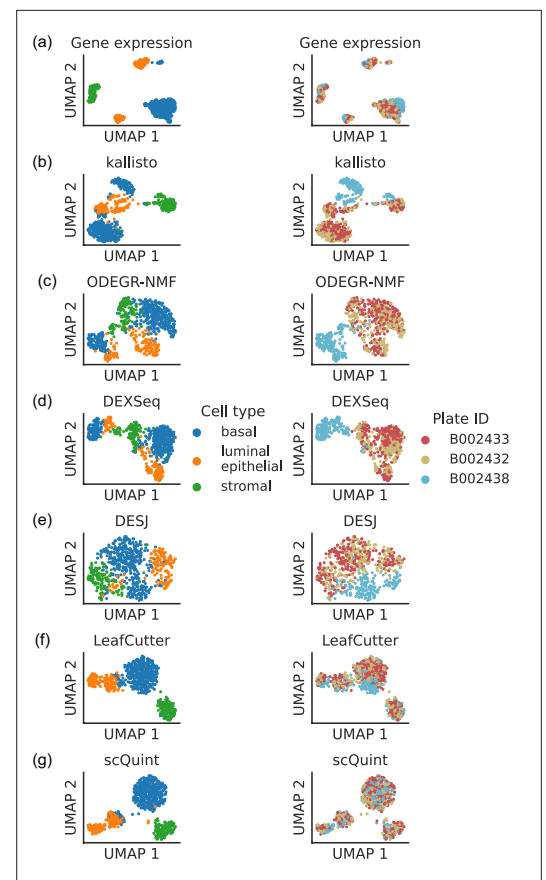 (a)
Gene expression
Gene expression
UMAP 2
UMAP 1
UMAP 2
UMAP 1
(b)
kallisto
kallisto
UMAP 2
UMAP 1
UMAP 2
UMAP 1
(c)
ODEGR-NMF
ODEGR-NMF
UMAP 2
UMAP 1
UMAP 2
UMAP 1
(d)
DEXSeq
DEXSeq
UMAP 2
UMAP 1
UMAP 2
UMAP 1
Cell type
basal
luminal
epithelial
stromal
Plate ID
B002433
B002432
B002438
(e)
DESJ
DESJ
UMAP 2
UMAP 1
UMAP 2
UMAP 1
(f)
LeafCutter
LeafCutter
UMAP 2
UMAP 1
UMAP 2
UMAP 1
(g)
scQuint
scQuint
UMAP 2
UMAP 1
UMAP 2
UMAP 1